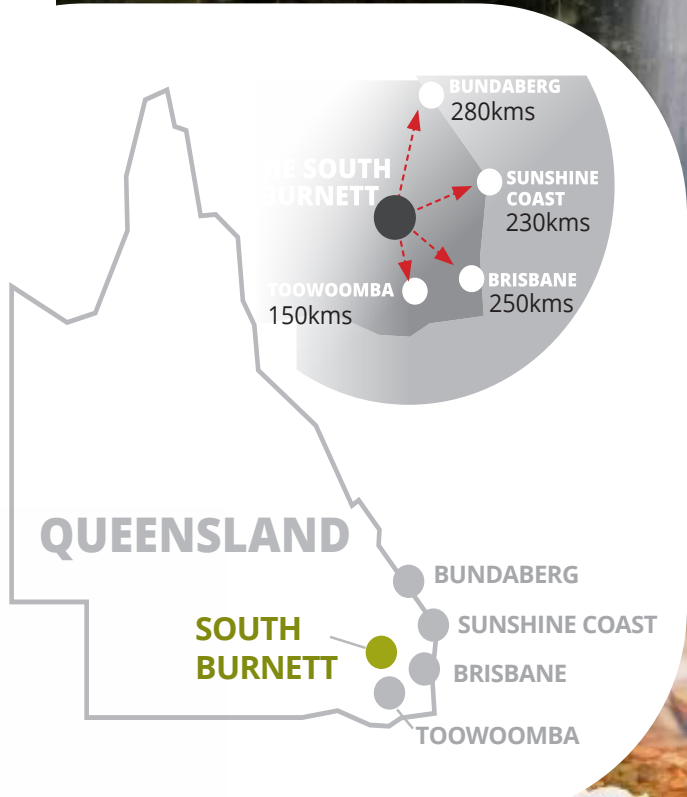 BUNDABERG
280kms
HE SOUTH
BURNETT
SUNSHINE
COAST
230kms
TOOWOOMBA
150kms
BRISBANE
250kms
QUEENSLAND
BUNDABERG
SOUTH
BURNETT
SUNSHINE COAST
BRISBANE
TOOWOOMBA